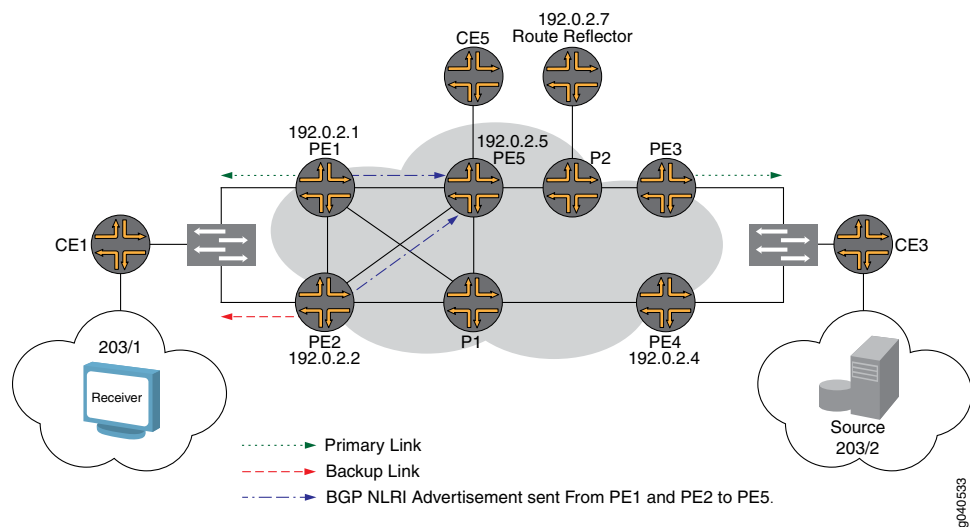 192.0.2.7
Route Reflector
CE5
192.0.2.1
PE1
192.0.2.5
PE5
P2
PE3
CE1
CE3
PE2
192.0.2.2
P1
PE4
192.0.2.4
203/1
Receiver
Source
203/2
Primary Link
Backup Link
BGP NLRI Advertisement sent From PE1 and PE2 to PE5.
g040533